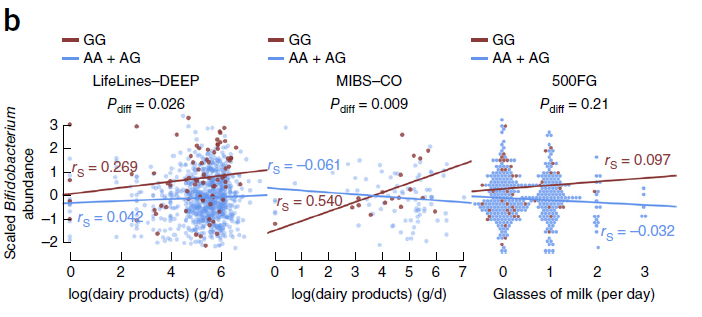 b
GG
AA + AG
LifeLines–DEEP
Pdiff = 0.026
GG
AA + AG
MIBS–CO
Pdiff = 0.009
GG
AA + AG
500FG
Pdiff = 0.21
Scaled Bifidobacterium
abundance
3
2
1
0
–1
–2
rS = 0.269
rS = 0.042
rS = –0.061
rS = 0.540
rS = 0.097
rS = –0.032
0 2 4 6
0 1 2 3 4 5 6 7
0 1 2 3
log(dairy products) (g/d)
log(dairy products) (g/d)
Glasses of milk (per day)